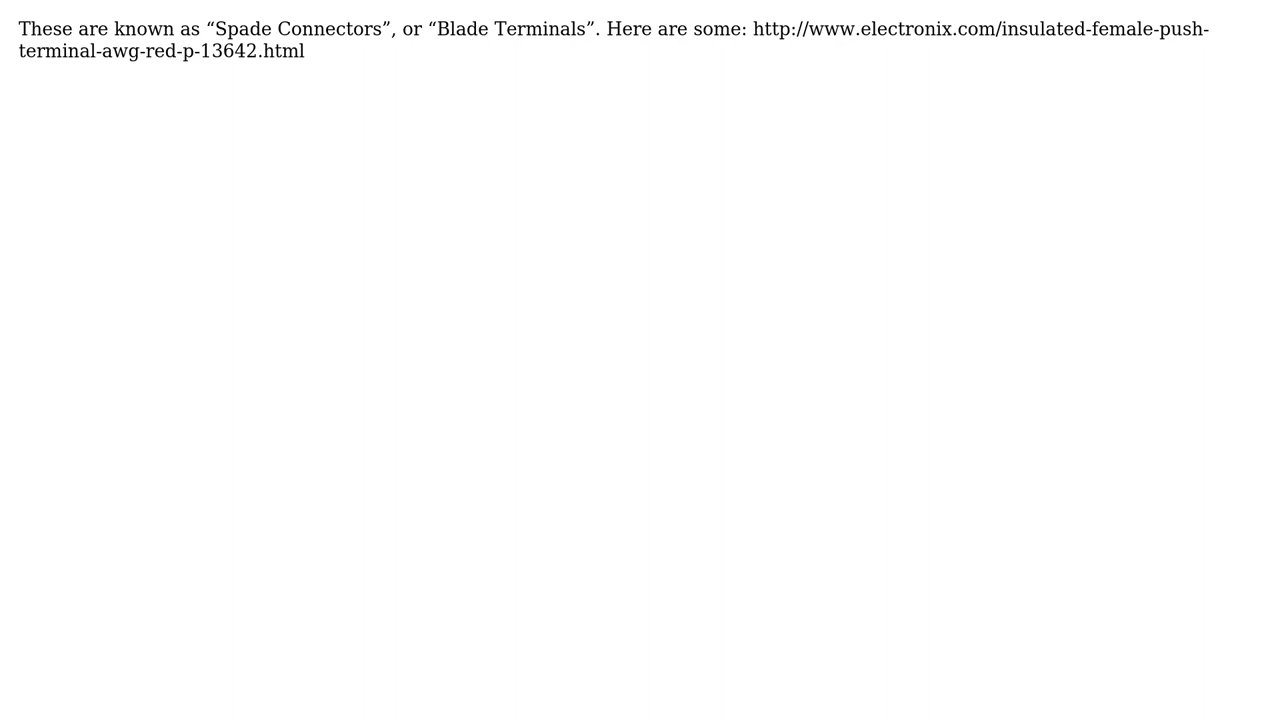 These are known as “Spade Connectors”, or “Blade Terminals”. Here are some: http://www.electronix.com/insulated-female-push-
terminal-awg-red-p-13642.html